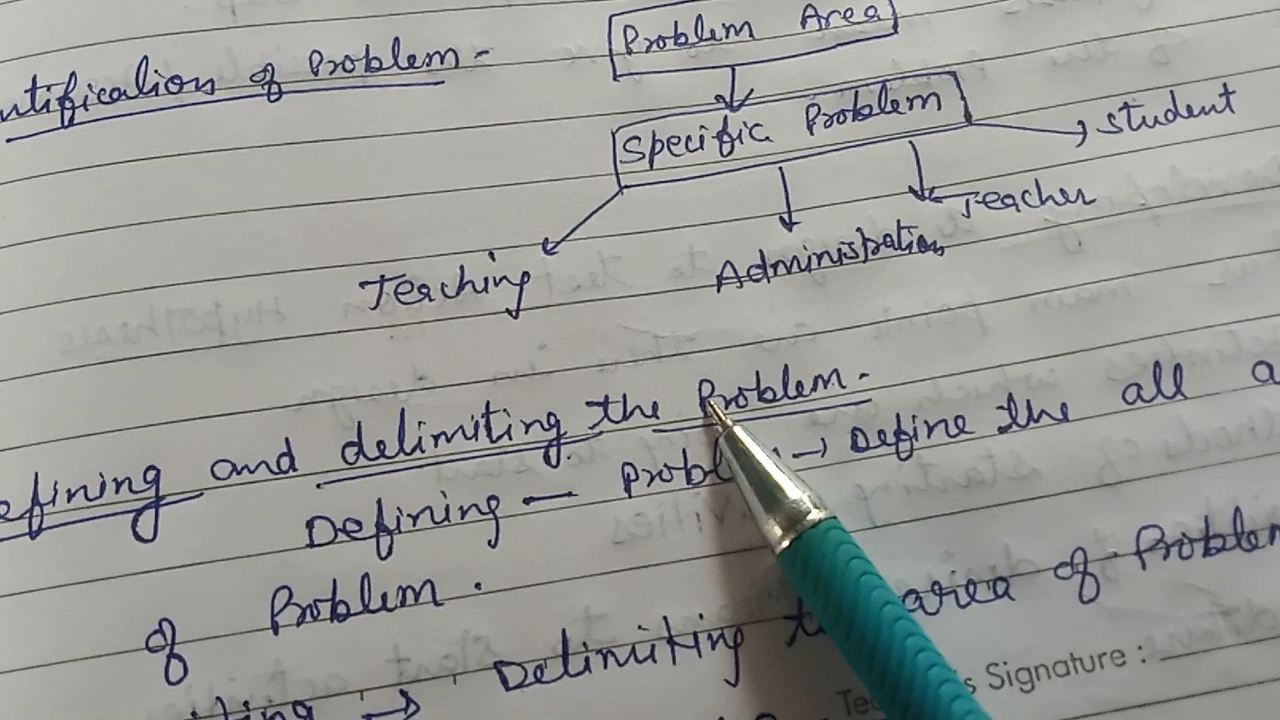 Problem Area
ntification of Problem -
Specific Problem
student
Teacher
Administration
Teaching
efining and delimiting the Problem -
Defining — Probl → Define the all a
of Problem.
Delimiting area of Problem
ting →
s Signature :